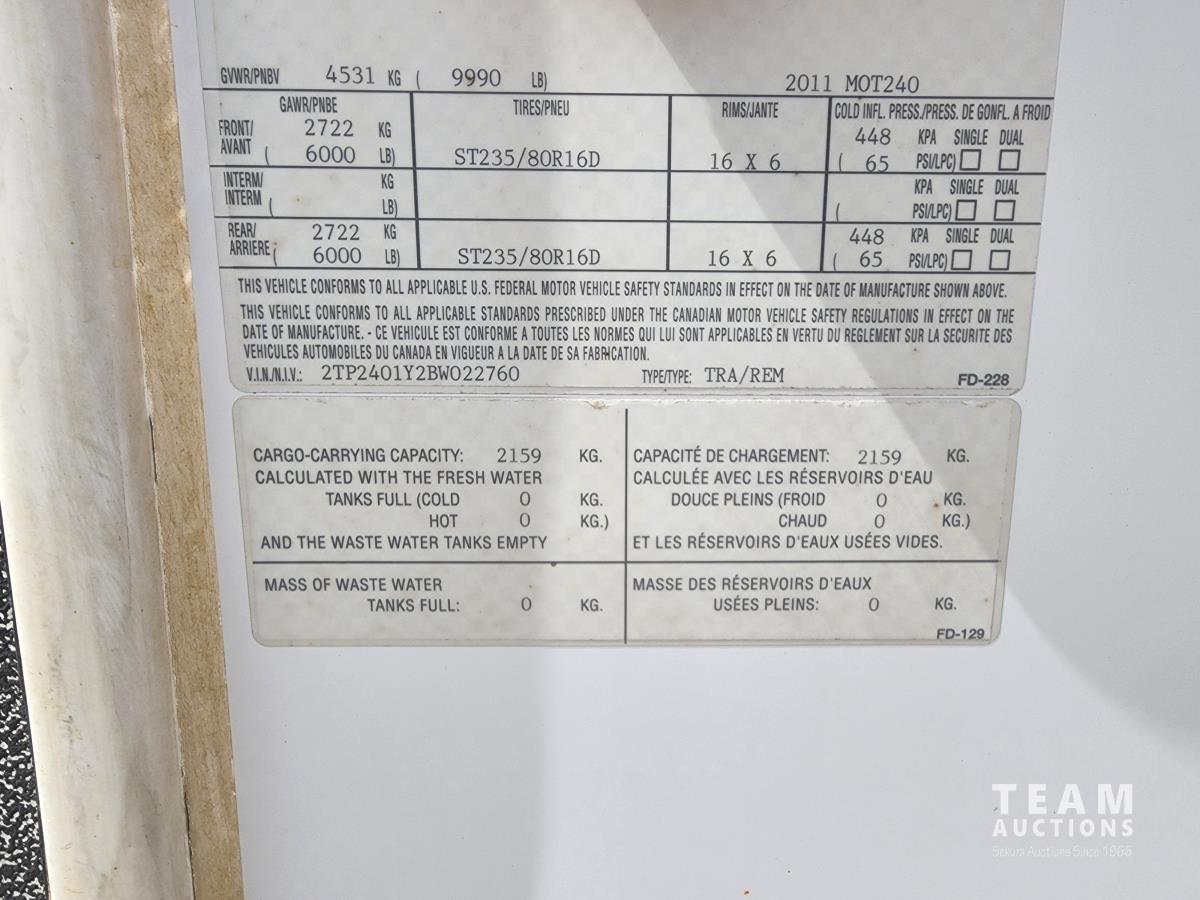 GVWR/PNBV 4531 KG ( 9990 LB) 2011 MOT240
GAWR/PNBE TIRES/PNEU RIMS/JANTE COLD INFL. PRESS./PRESS. DE GONFL. A FROID
FRONT/ 2722 KG 448 KPA SINGLE DUAL
AVANT ( 6000 LB) ST235/80R16D 16 X 6 ( 65 PSI/LPC)
INTERM/ KG KPA SINGLE DUAL
INTERM ( LB) ( PSI/LPC)
REAR/ 2722 KG 448 KPA SINGLE DUAL
ARRIERE ( 6000 LB) ST235/80R16D 16 X 6 ( 65 PSI/LPC)
THIS VEHICLE CONFORMS TO ALL APPLICABLE U.S. FEDERAL MOTOR VEHICLE SAFETY STANDARDS IN EFFECT ON THE DATE OF MANUFACTURE SHOWN ABOVE.
THIS VEHICLE CONFORMS TO ALL APPLICABLE STANDARDS PRESCRIBED UNDER THE CANADIAN MOTOR VEHICLE SAFETY REGULATIONS IN EFFECT ON THE
DATE OF MANUFACTURE. - CE VEHICULE EST CONFORME A TOUTES LES NORMES QUI LUI SONT APPLICABLES EN VERTU DU REGLEMENT SUR LA SECURITE DES
VEHICULES AUTOMOBILES DU CANADA EN VIGUEUR A LA DATE DE SA FABRICATION.
V.I.N./N.I.V.: 2TP2401Y2BW022760 TYPE/TYPE: TRA/REM FD-228
CARGO-CARRYING CAPACITY: 2159 KG.
CALCULATED WITH THE FRESH WATER
TANKS FULL (COLD 0 KG.
HOT 0 KG.)
AND THE WASTE WATER TANKS EMPTY
CAPACITÉ DE CHARGEMENT: 2159 KG.
CALCULÉE AVEC LES RÉSERVOIRS D'EAU
DOUCE PLEINS (FROID 0 KG.
CHAUD 0 KG.)
ET LES RÉSERVOIRS D'EAUX USÉES VIDES.
MASS OF WASTE WATER
TANKS FULL: 0 KG.
MASSE DES RÉSERVOIRS D'EAUX
USÉES PLEINS: 0 KG.
FD-129
TEAM
AUCTIONS
Sekura Auctions Since 1966